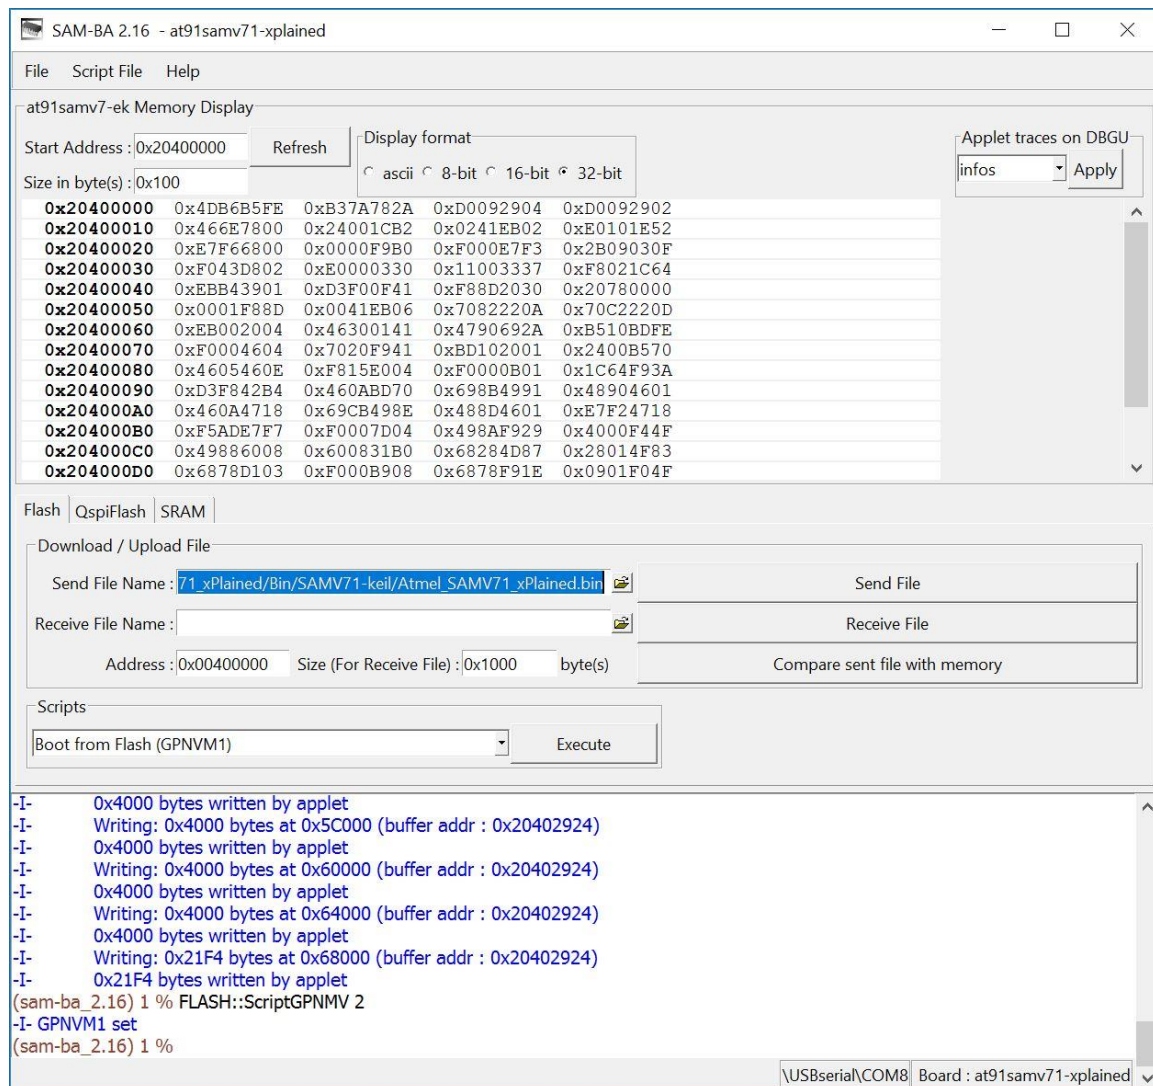 SAM-BA 2.16 - at91samv71-xplained
File Script File Help
at91samv7-ek Memory Display
Start Address : 0x20400000 Refresh Display format Applet traces on DBGU
Size in byte(s) : 0x100 ascii 8-bit 16-bit 32-bit infos Apply
0x20400000 0x4DB6B5FE 0xB37A782A 0xD0092904 0xD0092902
0x20400010 0x466E7800 0x24001CB2 0x0241EB02 0xE0101E52
0x20400020 0xE7F66800 0x0000F9B0 0xF000E7F3 0x2B09030F
0x20400030 0xF043D802 0xE0000330 0x11003337 0xF8021C64
0x20400040 0xEBB43901 0xD3F00F41 0xF88D2030 0x20780000
0x20400050 0x0001F88D 0x0041EB06 0x7082220A 0x70C2220D
0x20400060 0xEB002004 0x46300141 0x4790692A 0xB510BDFE
0x20400070 0xF0004604 0x7020F941 0xBD102001 0x2400B570
0x20400080 0x4605460E 0xF815E004 0xF0000B01 0x1C64F93A
0x20400090 0xD3F842B4 0x460ABD70 0x698B4991 0x48904601
0x204000A0 0x460A4718 0x69CB498E 0x488D4601 0xE7F24718
0x204000B0 0xF5ADE7F7 0xF0007D04 0x498AF929 0x4000F44F
0x204000C0 0x49886008 0x600831B0 0x68284D87 0x28014F83
0x204000D0 0x6878D103 0xF000B908 0x6878F91E 0x0901F04F
Flash QspiFlash SRAM
Download / Upload File
Send File Name : 71_xPlained/Bin/SAMV71-keil/Atmel_SAMV71_xPlained.bin Send File
Receive File Name : Receive File
Address : 0x00400000 Size (For Receive File) : 0x1000 byte(s) Compare sent file with memory
Scripts
Boot from Flash (GPNVM1) Execute
-I- 0x4000 bytes written by applet
-I- Writing: 0x4000 bytes at 0x5C000 (buffer addr : 0x20402924)
-I- 0x4000 bytes written by applet
-I- Writing: 0x4000 bytes at 0x60000 (buffer addr : 0x20402924)
-I- 0x4000 bytes written by applet
-I- Writing: 0x4000 bytes at 0x64000 (buffer addr : 0x20402924)
-I- 0x4000 bytes written by applet
-I- Writing: 0x21F4 bytes at 0x68000 (buffer addr : 0x20402924)
-I- 0x21F4 bytes written by applet
(sam-ba_2.16) 1 % FLASH::ScriptGPNMV 2
-I- GPNVM1 set
(sam-ba_2.16) 1 %
\USBserial\COM8 Board : at91samv71-xplained